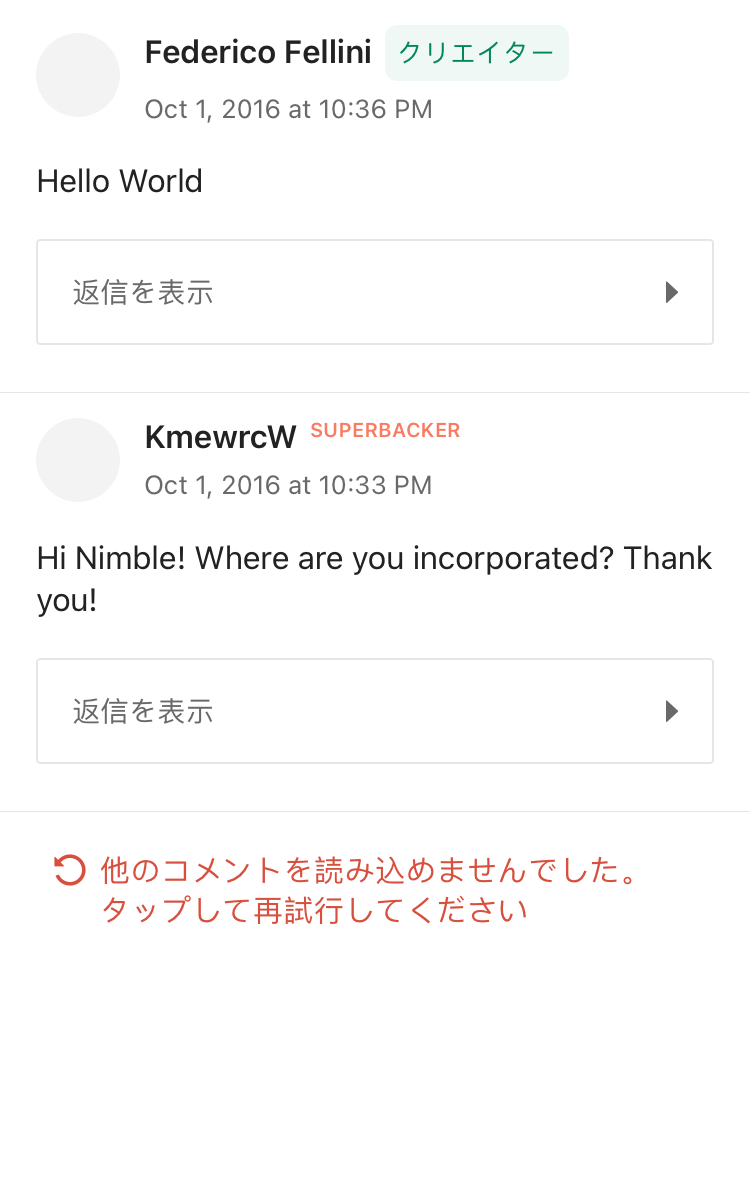 Federico Fellini クリエイター
Oct 1, 2016 at 10:36 PM
Hello World
返信を表示
KmewrcW SUPERBACKER
Oct 1, 2016 at 10:33 PM
Hi Nimble! Where are you incorporated? Thank
you!
返信を表示
他のコメントを読み込めませんでした。
タップして再試行してください